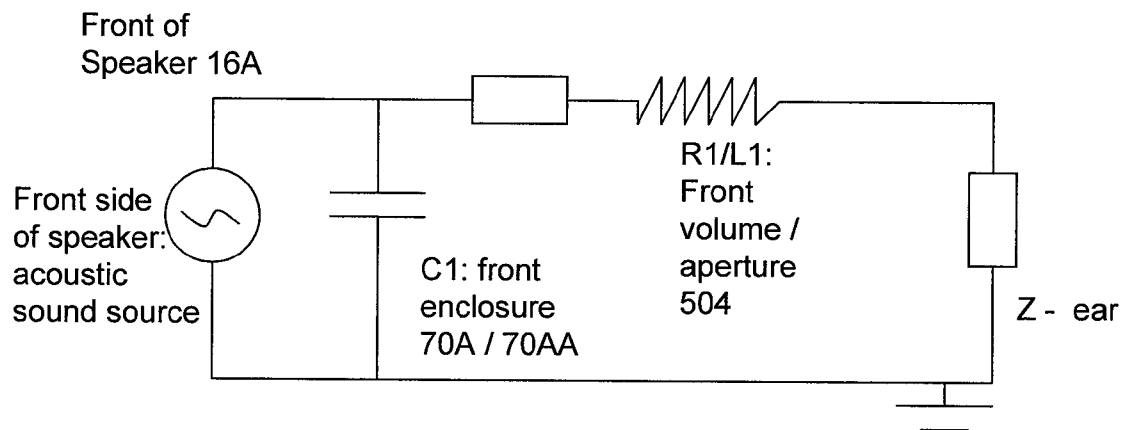 Front of
Speaker 16A
Front side
of speaker:
acoustic
sound source
C1: front
enclosure
70A / 70AA
R1/L1:
Front
volume /
aperture
504
Z - ear